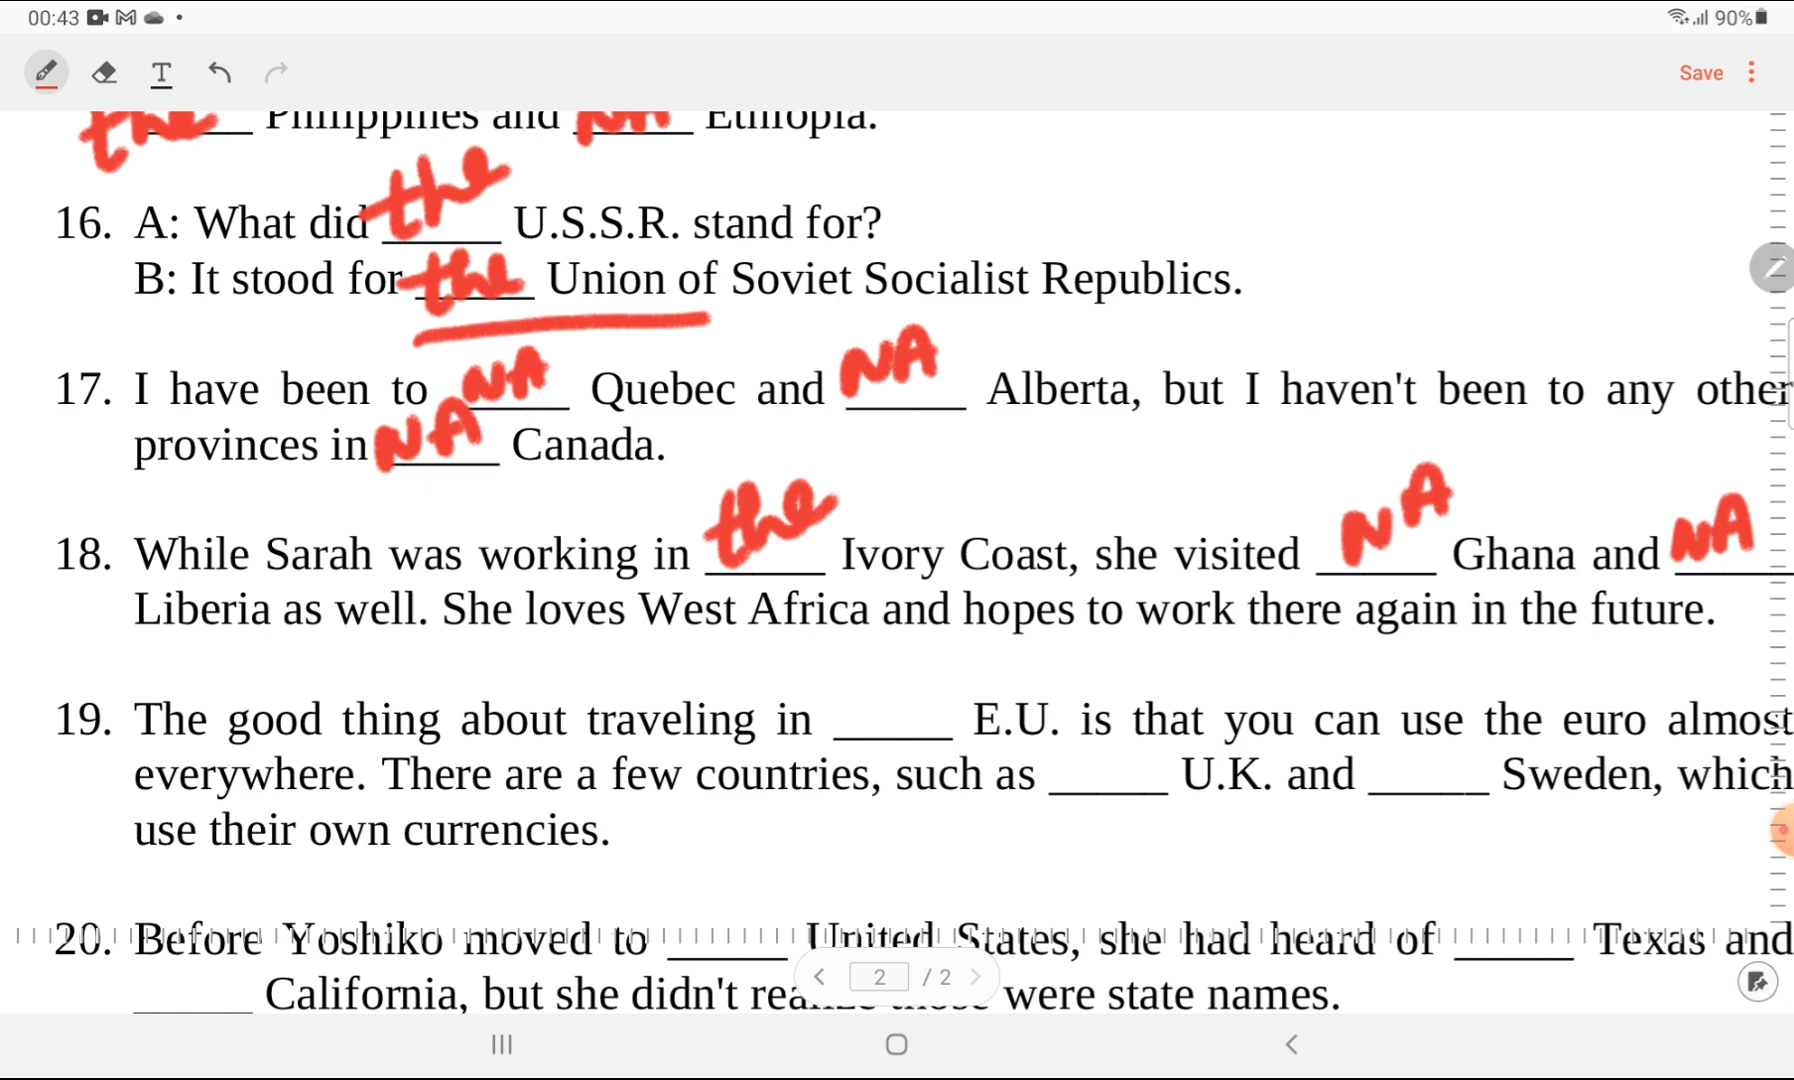 00:43 90%
Save
the Philippines and NA Ethiopia.
16. A: What did the U.S.S.R. stand for?
B: It stood for the Union of Soviet Socialist Republics.
17. I have been to NA Quebec and NA Alberta, but I haven't been to any other
provinces in NA Canada.
18. While Sarah was working in the Ivory Coast, she visited NA Ghana and NA
Liberia as well. She loves West Africa and hopes to work there again in the future.
19. The good thing about traveling in _____ E.U. is that you can use the euro almost
everywhere. There are a few countries, such as _____ U.K. and _____ Sweden, which
use their own currencies.
20. Before Yoshiko moved to _____ United States, she had heard of _____ Texas and
_____ California, but she didn't realize those were state names.
2 / 2